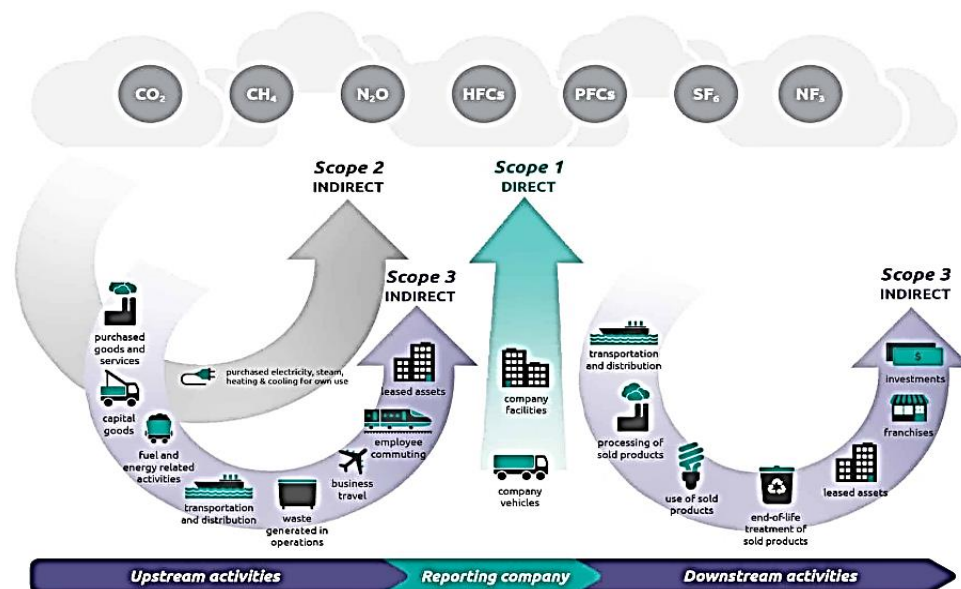 CO₂ CH₄ N₂O HFCs PFCs SF₆ NF₃
Scope 2
INDIRECT
Scope 1
DIRECT
Scope 3
INDIRECT
Scope 3
INDIRECT
purchased
goods and
services
capital
goods
fuel and
energy related
activities
transportation
and distribution
waste
generated in
operations
business
travel
employee
commuting
leased assets
purchased electricity, steam,
heating & cooling for own use
company
facilities
company
vehicles
transportation
and distribution
processing of
sold products
use of sold
products
end-of-life
treatment of
sold products
leased assets
franchises
$
investments
Upstream activities
Reporting company
Downstream activities